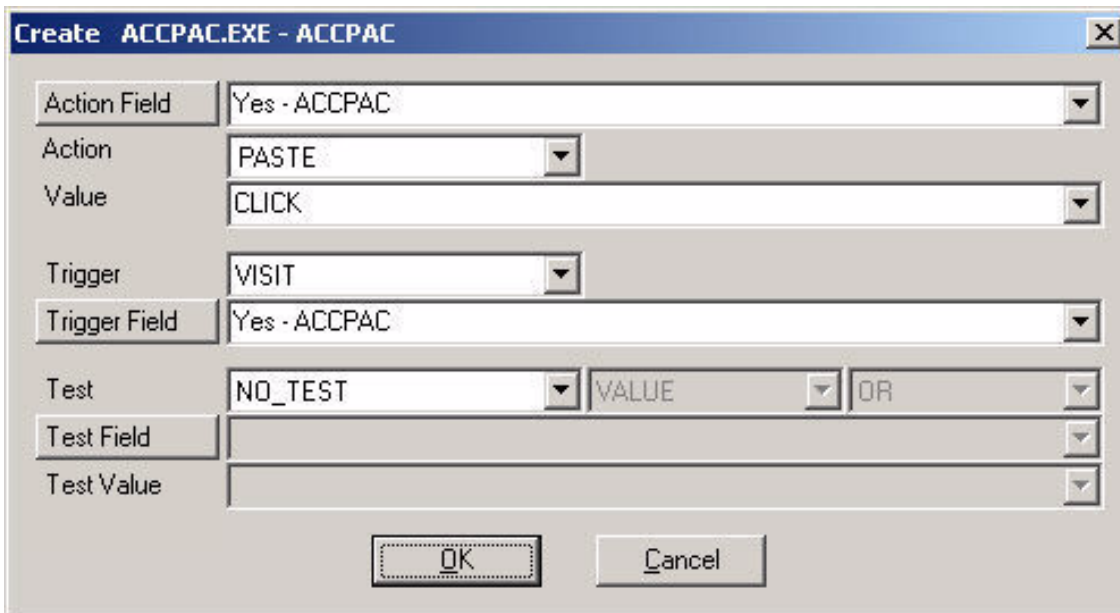 Create ACCPAC.EXE - ACCPAC
Action Field Yes - ACCPAC
Action PASTE
Value CLICK
Trigger VISIT
Trigger Field Yes - ACCPAC
Test NO_TEST VALUE OR
Test Field
Test Value
OK Cancel